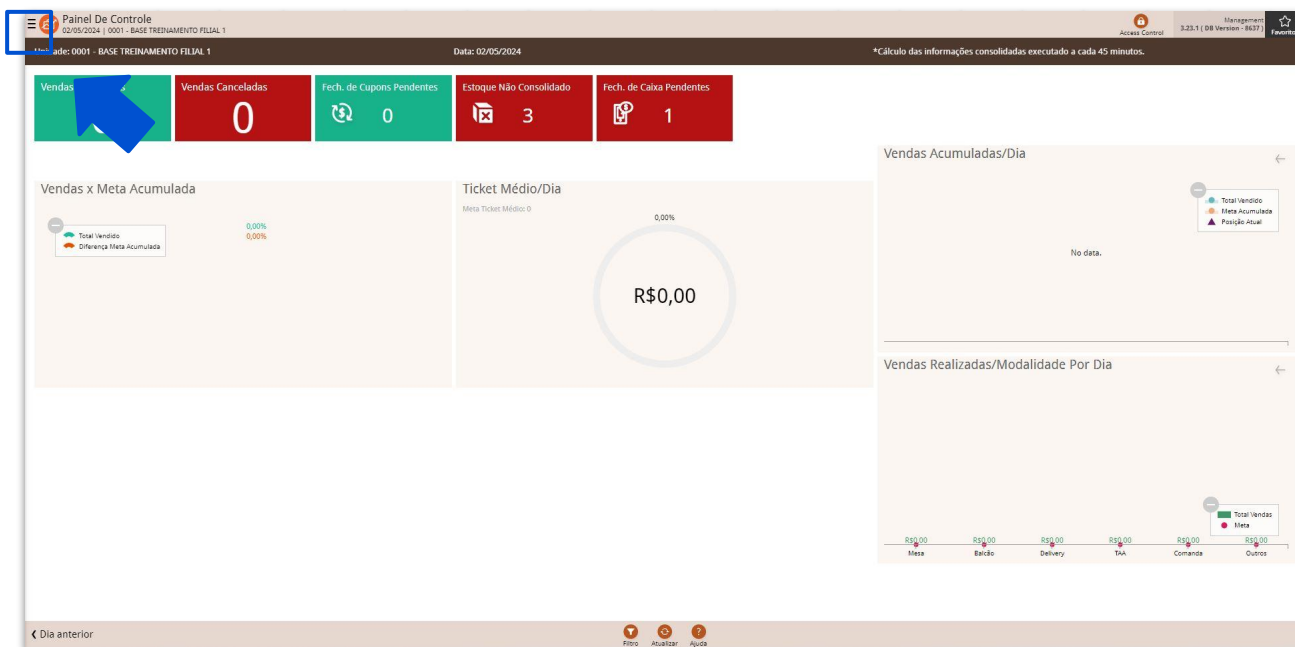 Painel De Controle
02/05/2024 | 0001 - BASE TREINAMENTO FILIAL 1
Access Control
Management
3.23.1 ( DB Version - 8637 )
Favorito
0001 - BASE TREINAMENTO FILIAL 1
Data: 02/05/2024
*Cálculo das informações consolidadas executado a cada 45 minutos.
Vendas
Vendas Canceladas
0
Fech. de Cupons Pendentes
0
Estoque Não Consolidado
3
Fech. de Caixa Pendentes
1
Vendas x Meta Acumulada
Total Vendido
Diferença Meta Acumulada
0,00%
0,00%
Ticket Médio/Dia
Meta Ticket Médio: 0
0,00%
R$0,00
Vendas Acumuladas/Dia
Total Vendido
Meta Acumulada
Posição Atual
No data.
Vendas Realizadas/Modalidade Por Dia
Total Vendas
Meta
R$0,00 R$0,00 R$0,00 R$0,00 R$0,00 R$0,00
Mesa Balcão Delivery TAA Comanda Outros
Dia anterior
Filtro Atualizar Ajuda